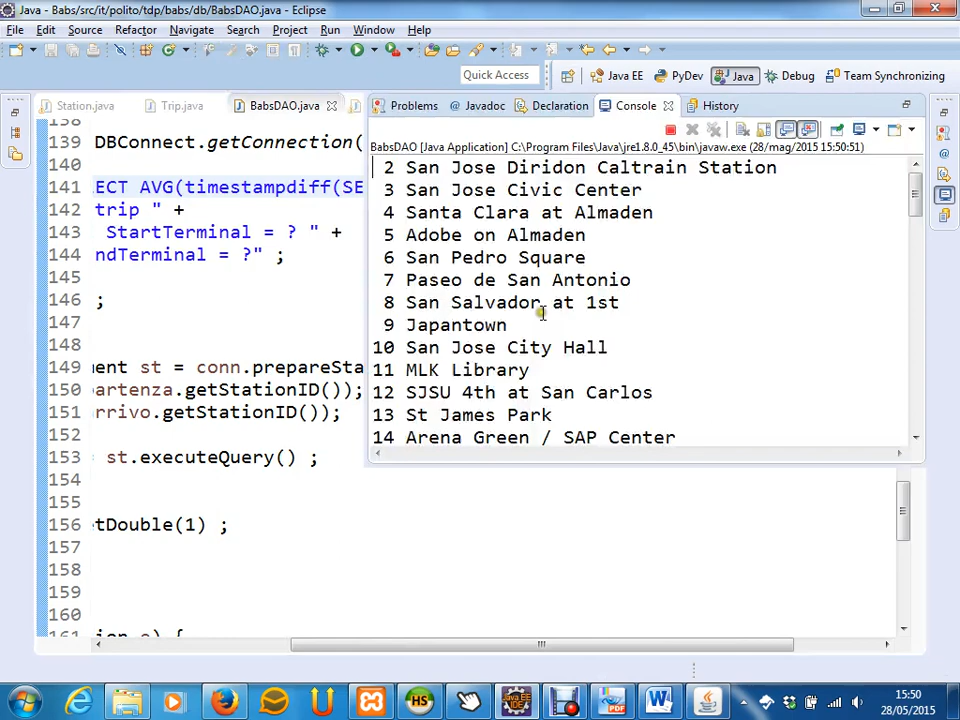 Java - Babs/src/it/polito/tdp/babs/db/BabsDAO.java - Eclipse
File Edit Source Refactor Navigate Search Project Run Window Help
Quick Access Java EE PyDev Java Debug Team Synchronization
Station.java Trip.java BabsDAO.java Problems Javadoc Declaration Console History
BabsDAO [Java Application] C:\Program Files\Java\jre1.8.0_45\bin\javaw.exe (28/mag/2015 15:50:51)
2 San Jose Diridon Caltrain Station
3 San Jose Civic Center
4 Santa Clara at Almaden
5 Adobe on Almaden
6 San Pedro Square
7 Paseo de San Antonio
8 San Salvador at 1st
9 Japantown
10 San Jose City Hall
11 MLK Library
12 SJSU 4th at San Carlos
13 St James Park
14 Arena Green / SAP Center
138
139 DBConnect.getConnection(
140
141 ECT AVG(timestampdiff(SE
142 trip " +
143 StartTerminal = ? " +
144 ndTerminal = ?" ;
145
146 ;
147
148
149 ment st = conn.prepareSta
150 partenza.getStationID());
151 arrivo.getStationID());
152
153 = st.executeQuery() ;
154
155
156 etDouble(1) ;
157
158
159
160
161 ion e) {
15:50
28/05/2015